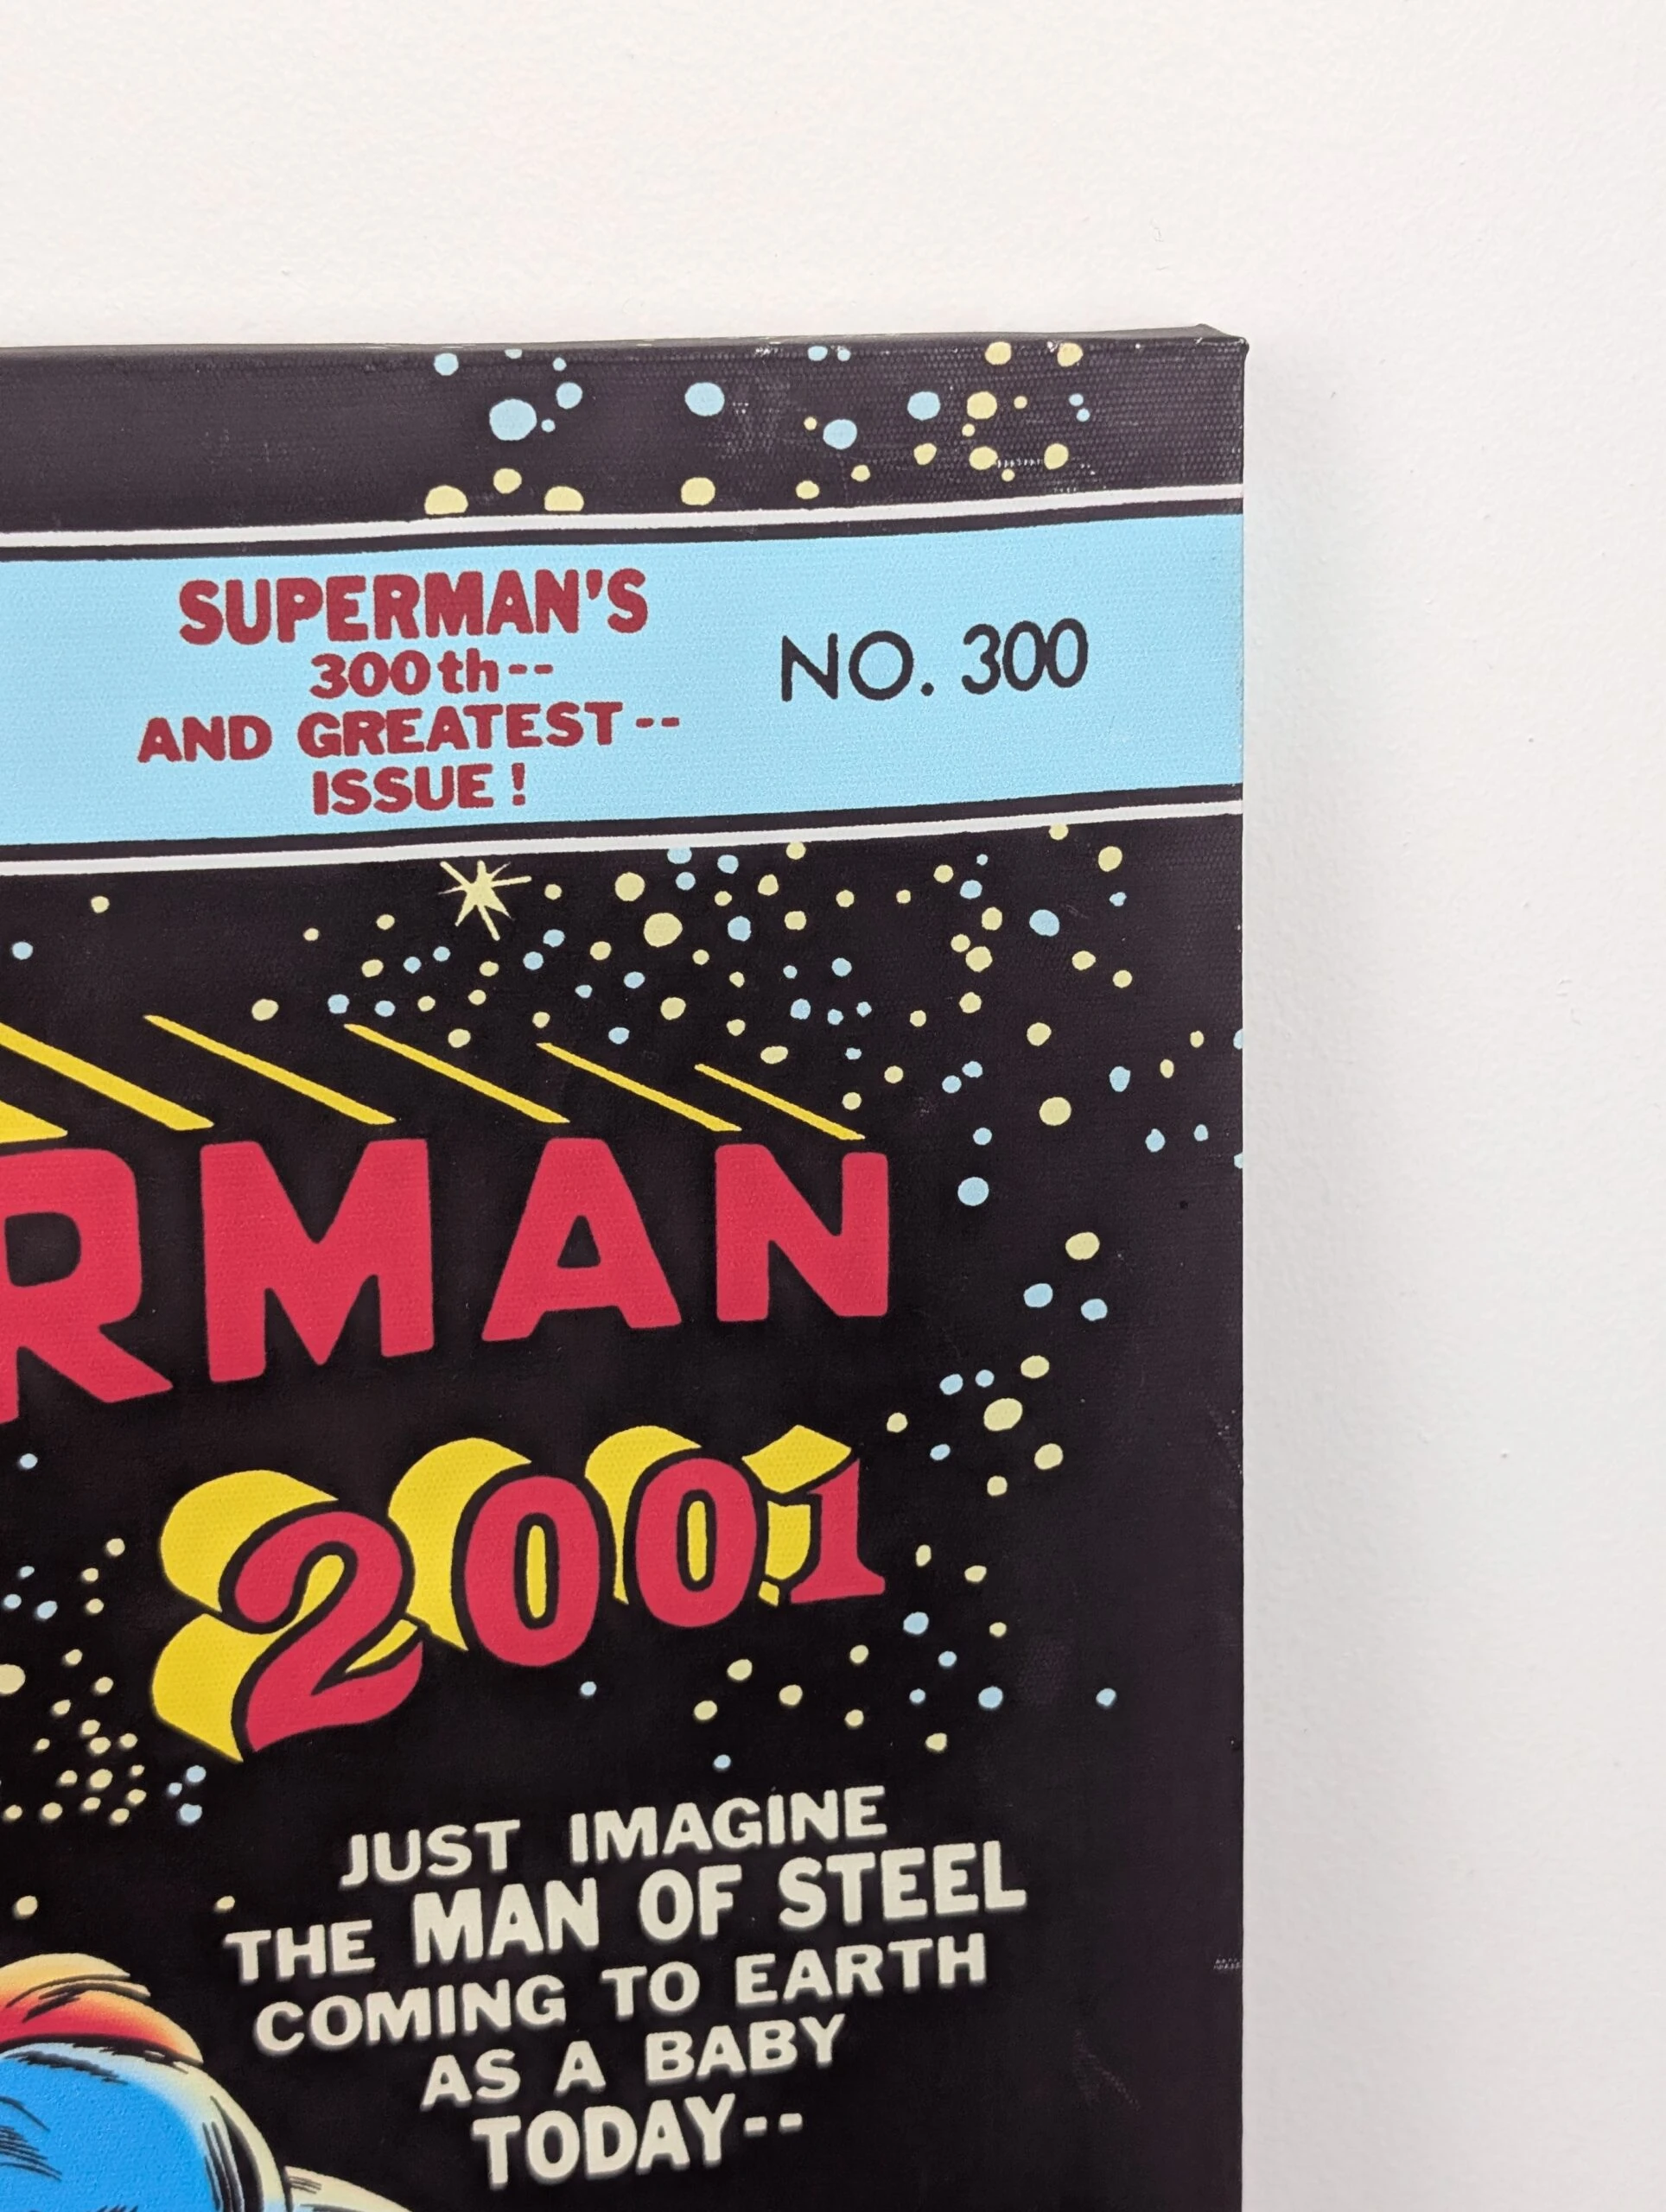 SUPERMAN'S
300th--
AND GREATEST--
ISSUE!
NO. 300
RMAN
2001
JUST IMAGINE
THE MAN OF STEEL
COMING TO EARTH
AS A BABY
TODAY--